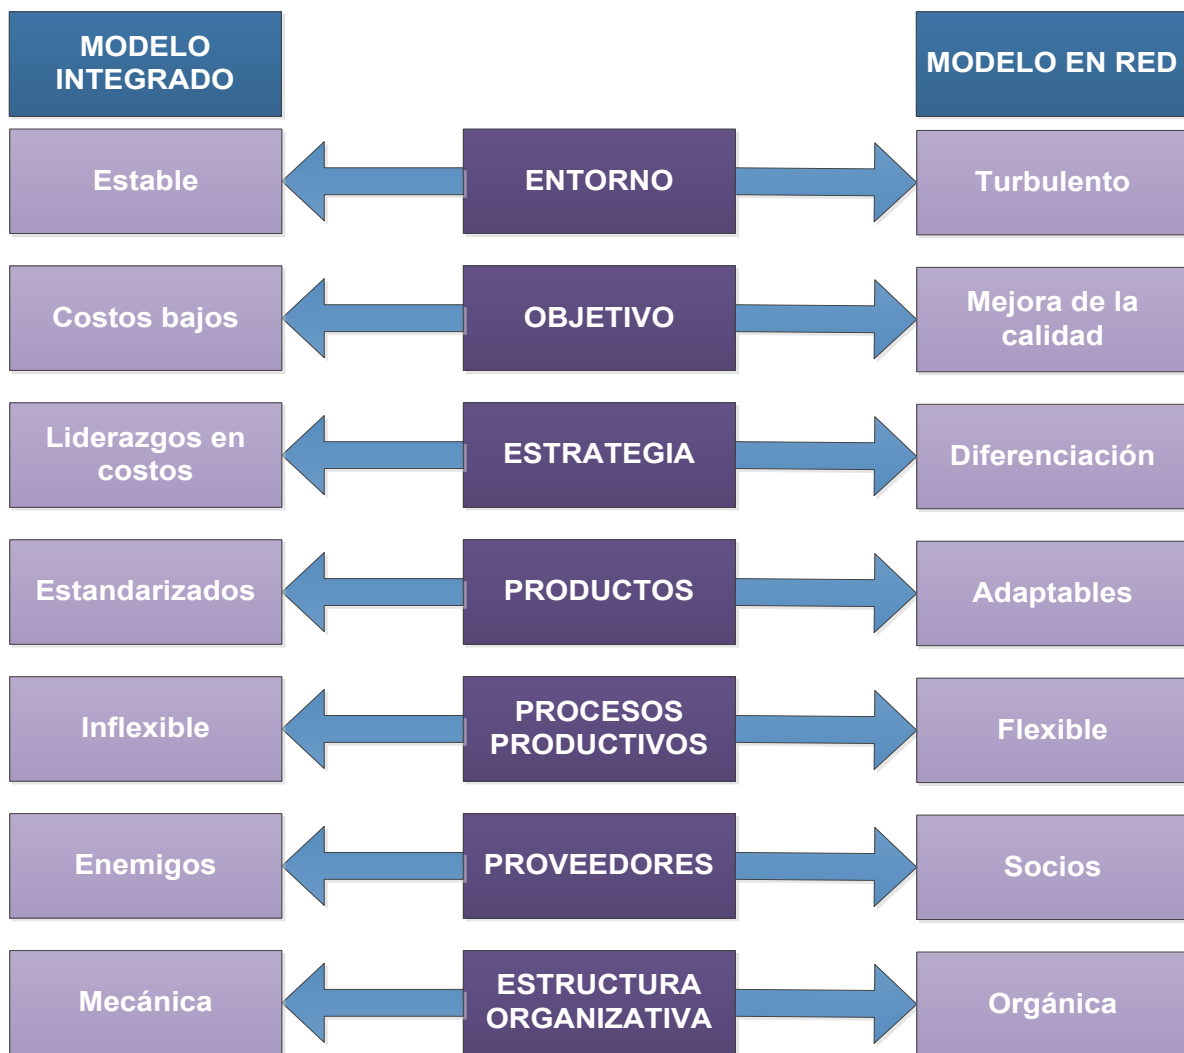 MODELO
INTEGRADO
MODELO EN RED
Estable
ENTORNO
Turbulento
Costos bajos
OBJETIVO
Mejora de la
calidad
Liderazgos en
costos
ESTRATEGIA
Diferenciación
Estandarizados
PRODUCTOS
Adaptables
Inflexible
PROCESOS
PRODUCTIVOS
Flexible
Enemigos
PROVEEDORES
Socios
Mecánica
ESTRUCTURA
ORGANIZATIVA
Orgánica